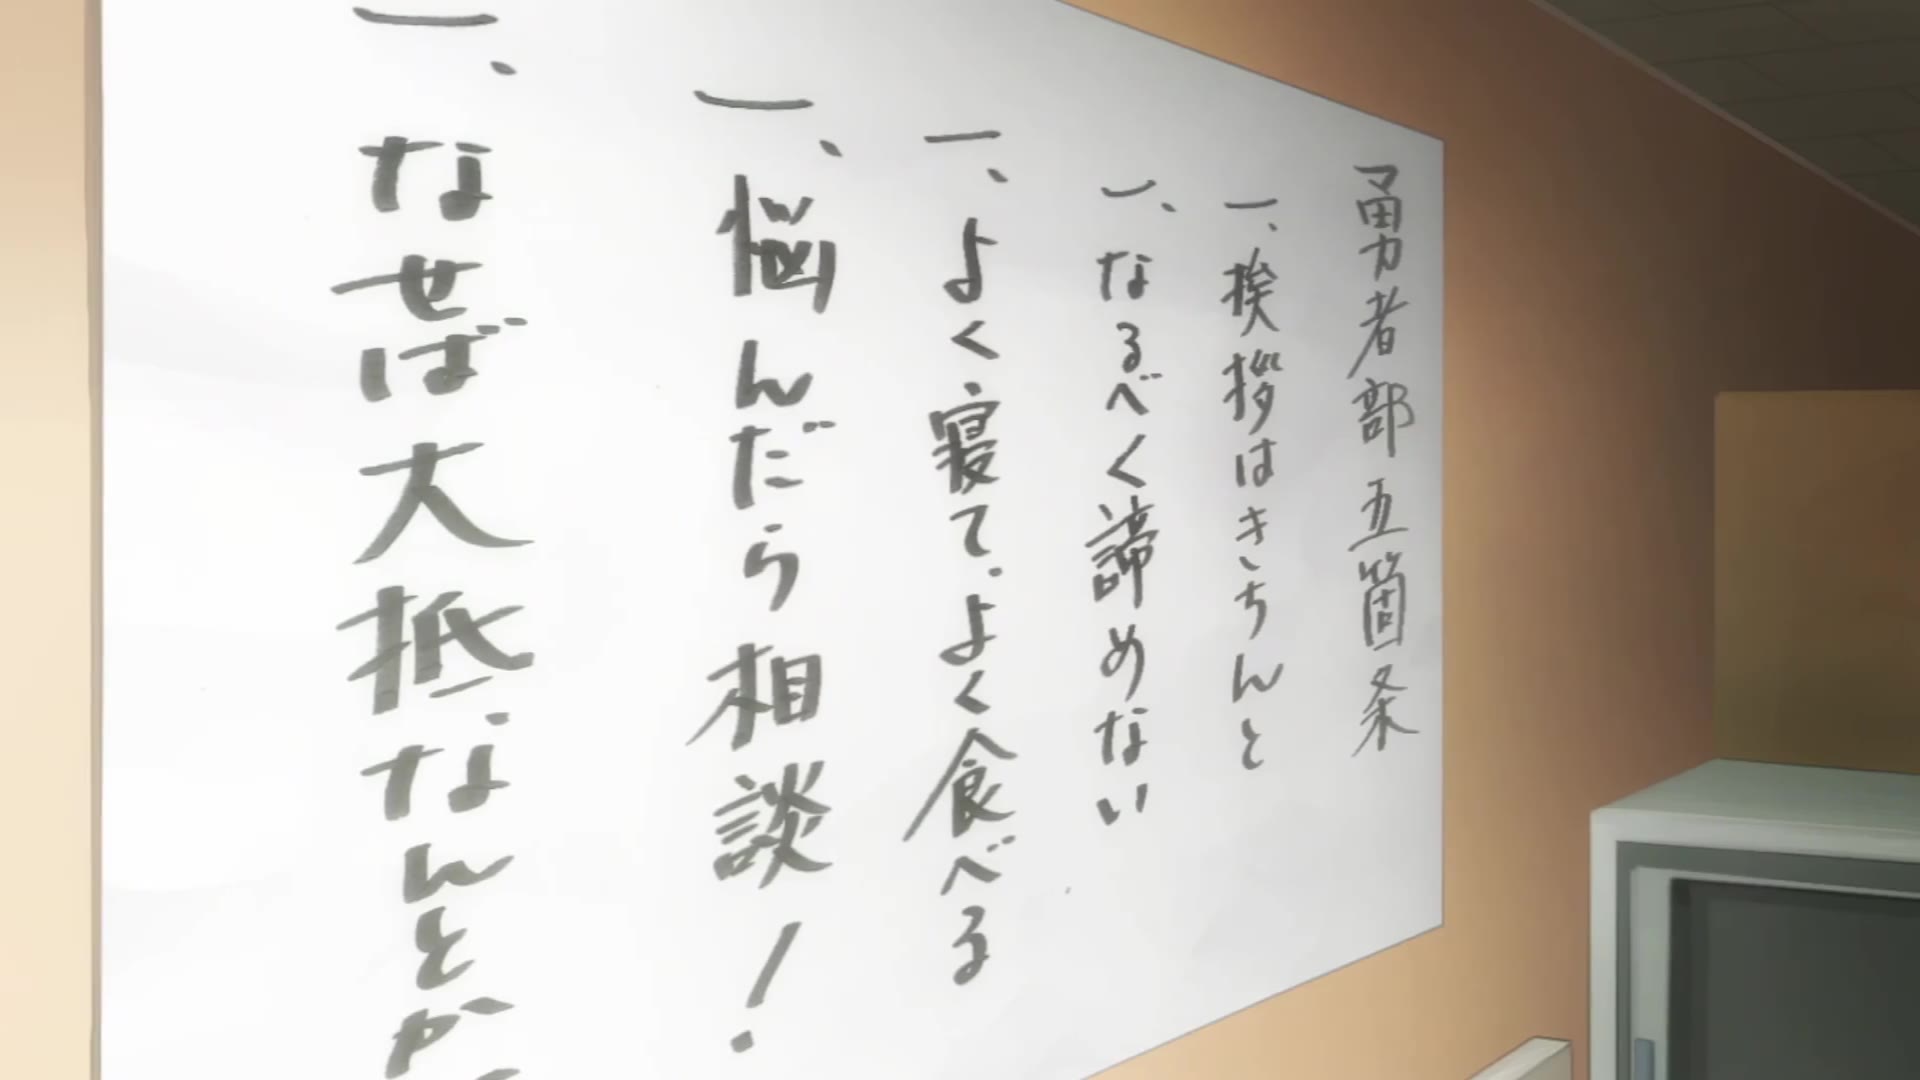 勇者部五箇条
一、挨拶はきちんと
一、なるべく諦めない
一、よく寝て、よく食べる
一、悩んだら相談!
一、なせば大抵なんとか